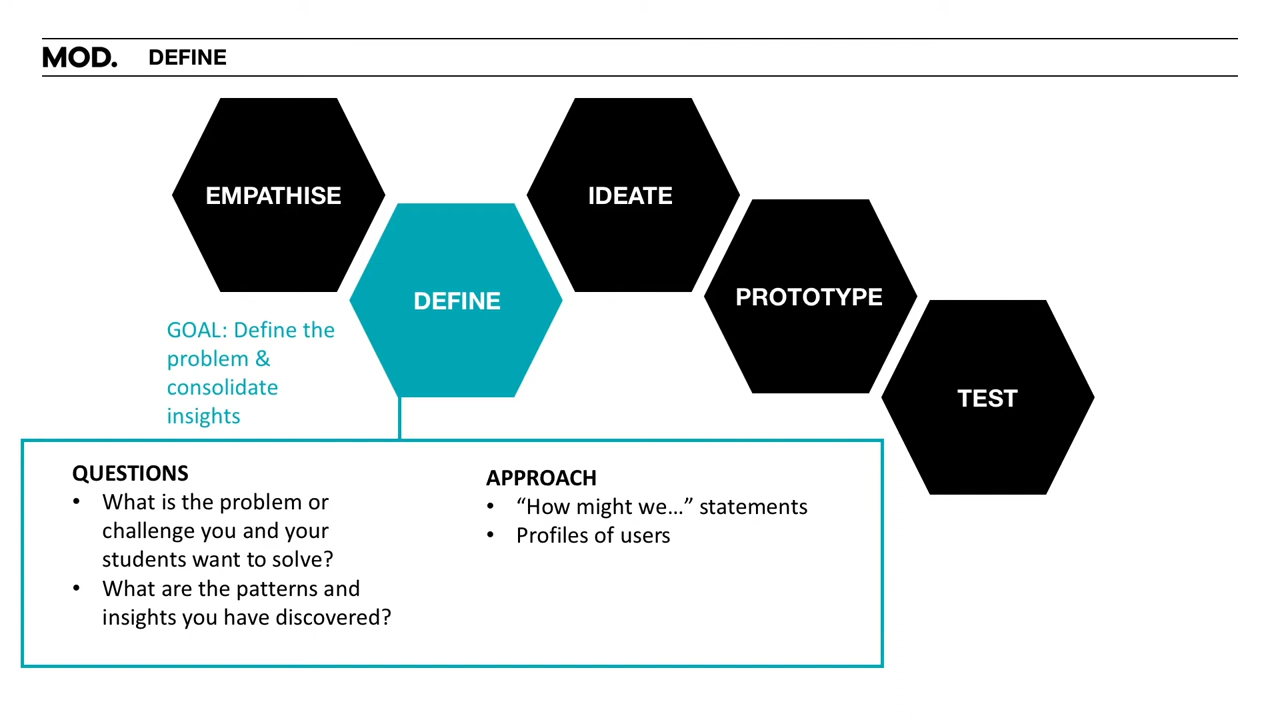 MOD. DEFINE
EMPATHISE
IDEATE
DEFINE
PROTOTYPE
TEST
GOAL: Define the
problem &
consolidate
insights
QUESTIONS
• What is the problem or
challenge you and your
students want to solve?
• What are the patterns and
insights you have discovered?
APPROACH
• “How might we...” statements
• Profiles of users